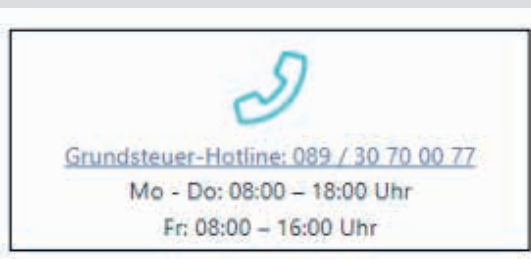 Grundsteuer-Hotline: 089 / 30 70 00 77
Mo - Do: 08:00 – 18:00 Uhr
Fr: 08:00 – 16:00 Uhr